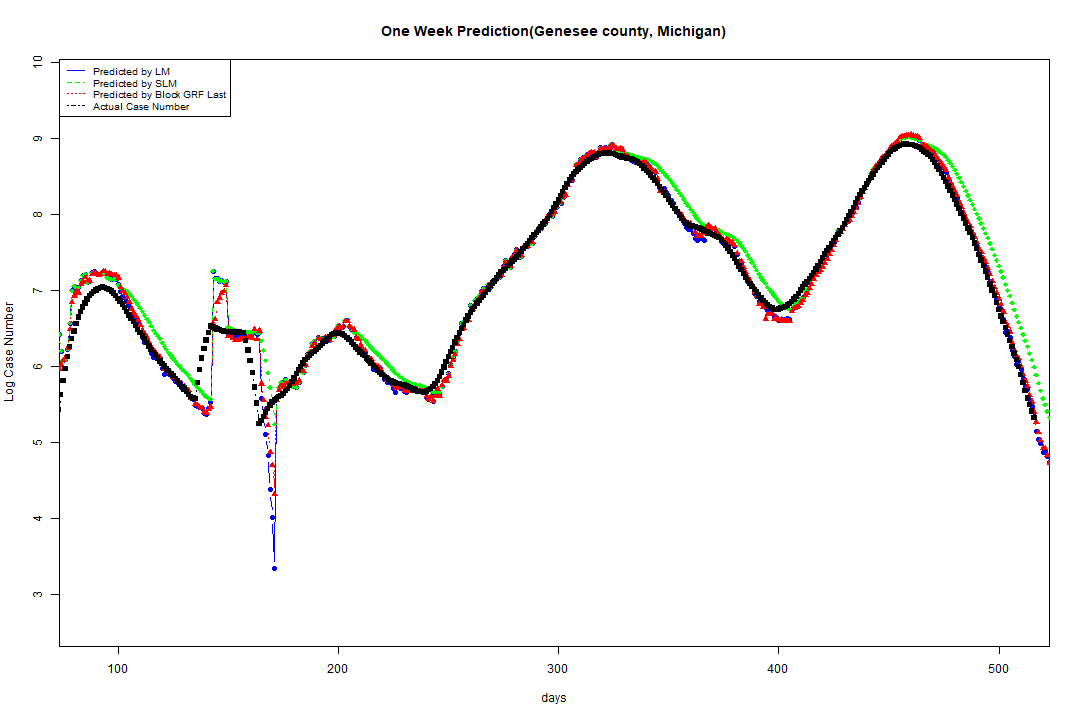 One Week Prediction(Genesee county, Michigan)
Predicted by LM
Predicted by SLM
Predicted by Block GRF Last
Actual Case Number
10
9
8
7
6
5
4
3
Log Case Number
100 200 300 400 500
days